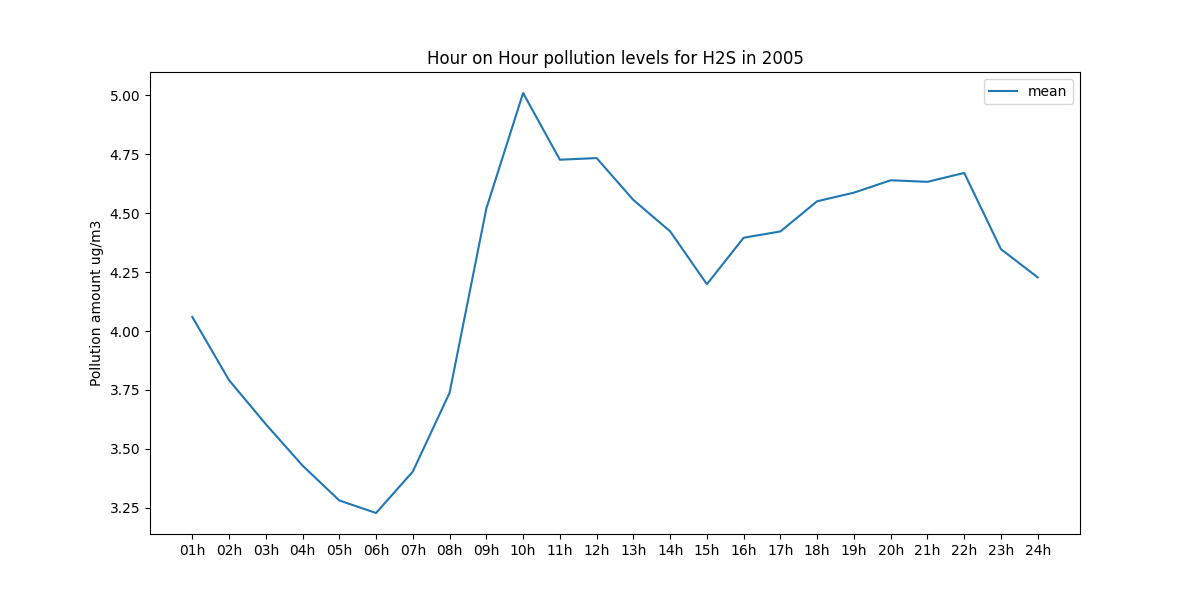 Hour on Hour pollution levels for H2S in 2005
mean
Pollution amount ug/m3
5.00
4.75
4.50
4.25
4.00
3.75
3.50
3.25
01h 02h 03h 04h 05h 06h 07h 08h 09h 10h 11h 12h 13h 14h 15h 16h 17h 18h 19h 20h 21h 22h 23h 24h